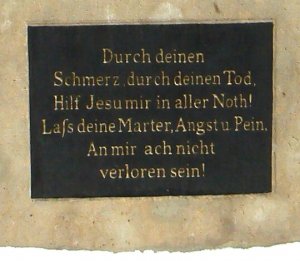 Durch deinen
Schmerz, durch deinen Tod,
Hilf Jesu mir in aller Noth!
Laſs deine Marter, Angst u Pein,
An mir ach nicht
verloren sein!